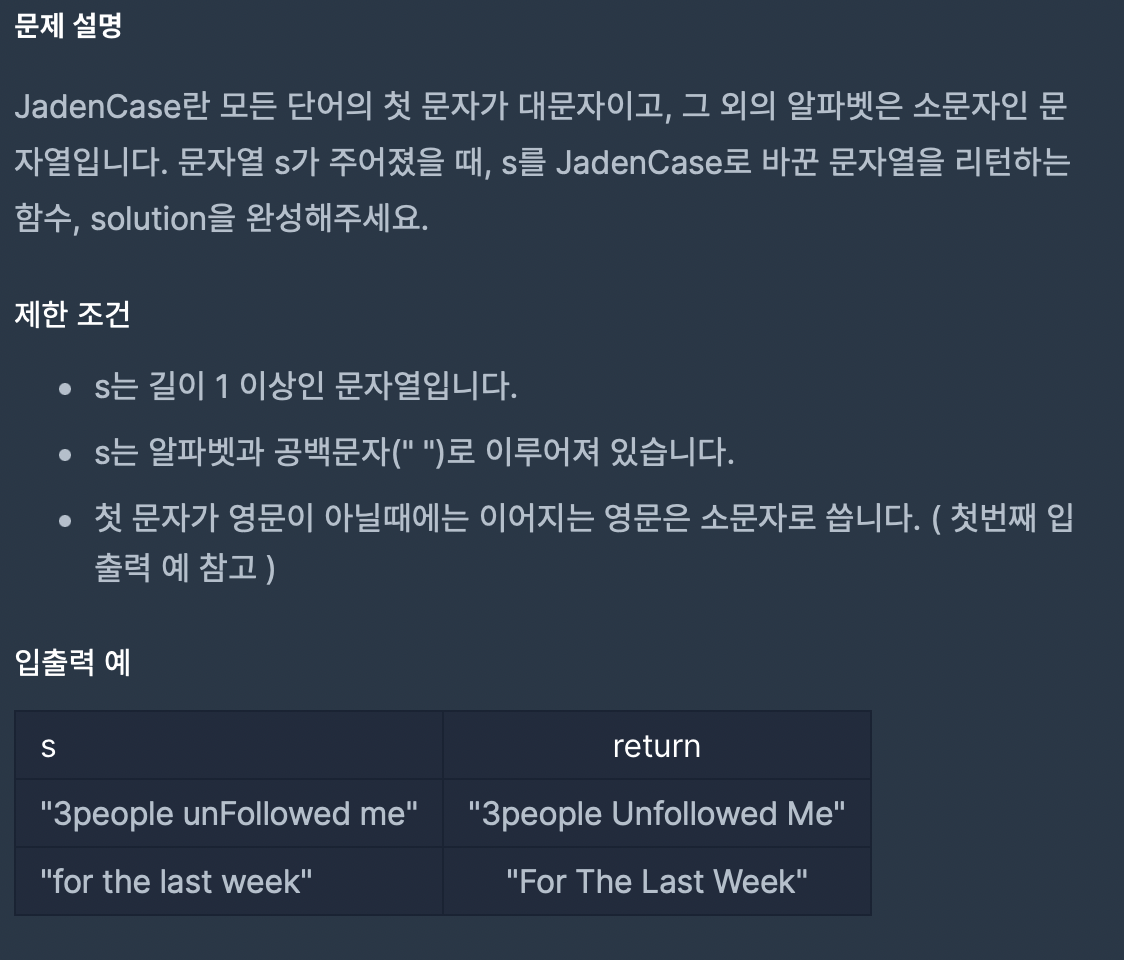 문제 설명
JadenCase란 모든 단어의 첫 문자가 대문자이고, 그 외의 알파벳은 소문자인 문
자열입니다. 문자열 s가 주어졌을 때, s를 JadenCase로 바꾼 문자열을 리턴하는
함수, solution을 완성해주세요.
제한 조건
• s는 길이 1 이상인 문자열입니다.
• s는 알파벳과 공백문자(" ")로 이루어져 있습니다.
• 첫 문자가 영문이 아닐때에는 이어지는 영문은 소문자로 씁니다. ( 첫번째 입
출력 예 참고 )
입출력 예
s return
"3people unFollowed me" "3people Unfollowed Me"
"for the last week" "For The Last Week"